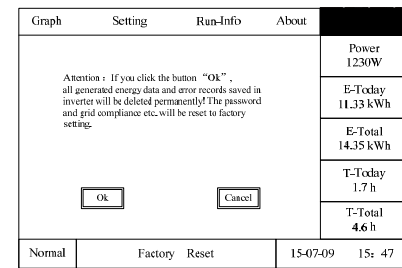 Graph Setting Run-Info About
Power
1230W
Attention : If you click the button “Ok” ,
all generated energy data and error records saved in
inverter will be deleted permanently! The password
and grid compliance etc. will be reset to factory
setting.
E-Today
11.33 kWh
E-Total
14.35 kWh
T-Today
1.7 h
Ok Cancel
T-Total
4.6 h
Normal Factory Reset 15-07-09 15: 47